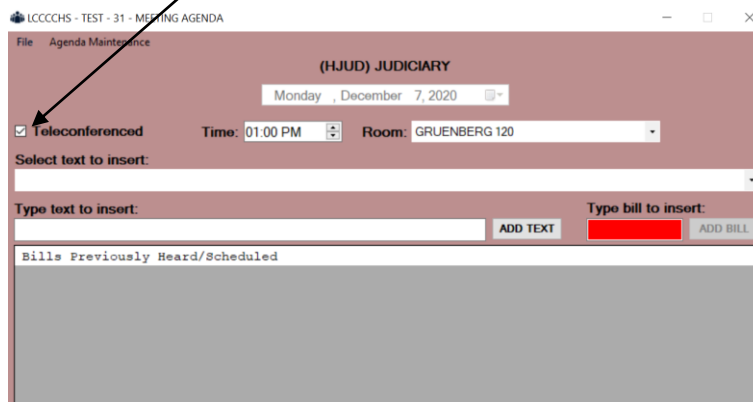 LCCCCHS - TEST - 31 - MEETING AGENDA
File Agenda Maintenance
(HJUD) JUDICIARY
Monday , December 7, 2020
Teleconferenced Time: 01:00 PM Room: GRUENBERG 120
Select text to insert:
Type text to insert: Type bill to insert:
ADD TEXT ADD BILL
Bills Previously Heard/Scheduled